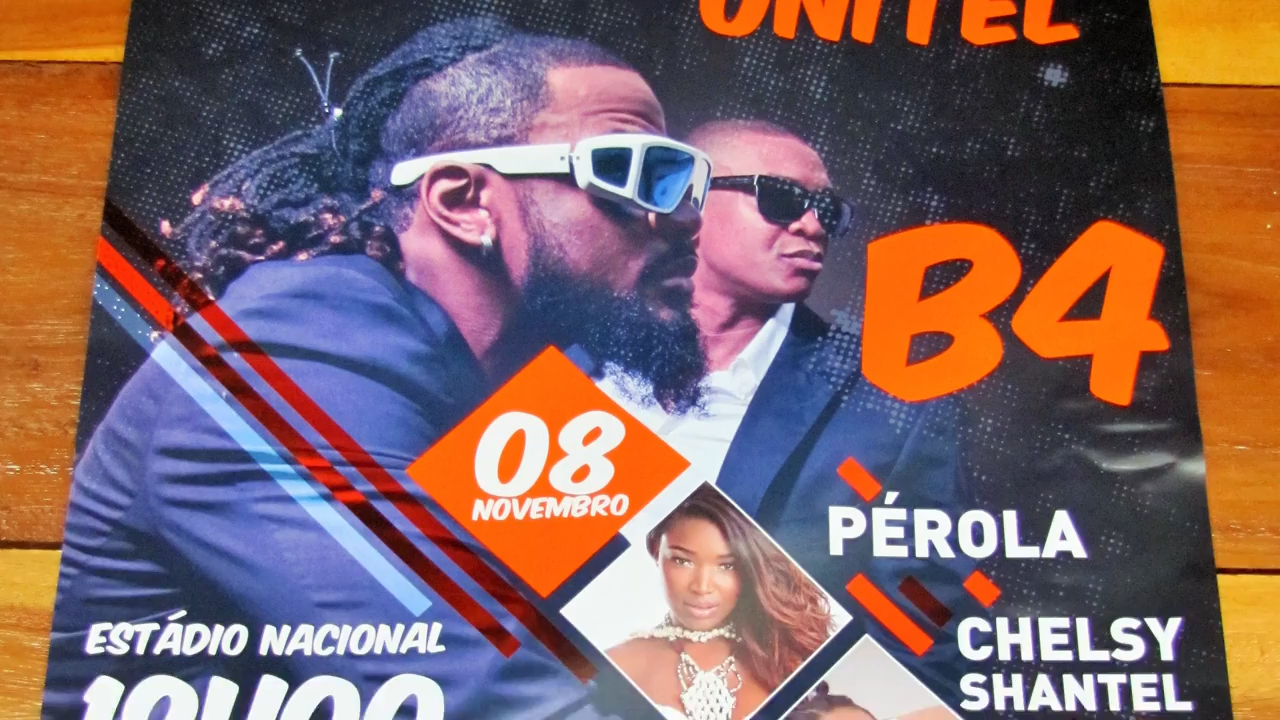 UNITEL
B4
08
NOVEMBRO
PÉROLA
CHELSY
SHANTEL
ESTÁDIO NACIONAL